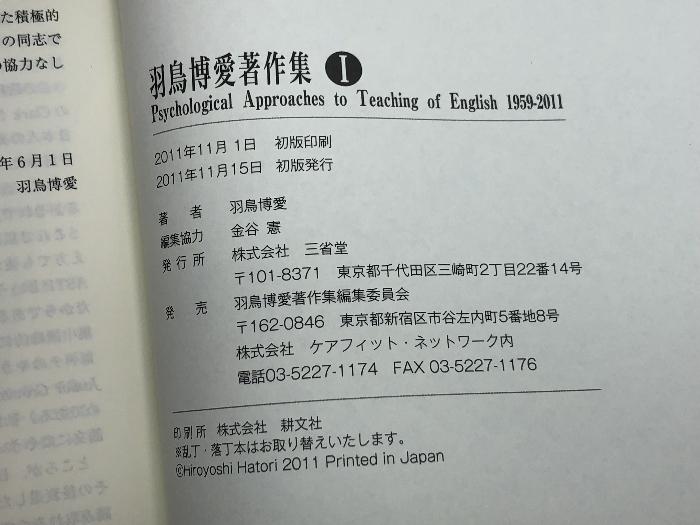 た積極的
の同志で
協力なし
年6月1日
羽鳥博愛
羽鳥博愛著作集 I
Psychological Approaches to Teaching of English 1959-2011
2011年11月 1日 初版印刷
2011年11月15日 初版発行
著者 羽鳥博愛
編集協力 金谷 憲
発行所 株式会社 三省堂
〒101-8371 東京都千代田区三崎町2丁目22番14号
発売 羽鳥博愛著作集編集委員会
〒162-0846 東京都新宿区市谷左内町5番地8号
株式会社 ケアフィット・ネットワーク内
電話03-5227-1174 FAX 03-5227-1176
印刷所 株式会社 耕文社
※乱丁・落丁本はお取り替えいたします。
©Hiroyoshi Hatori 2011 Printed in Japan